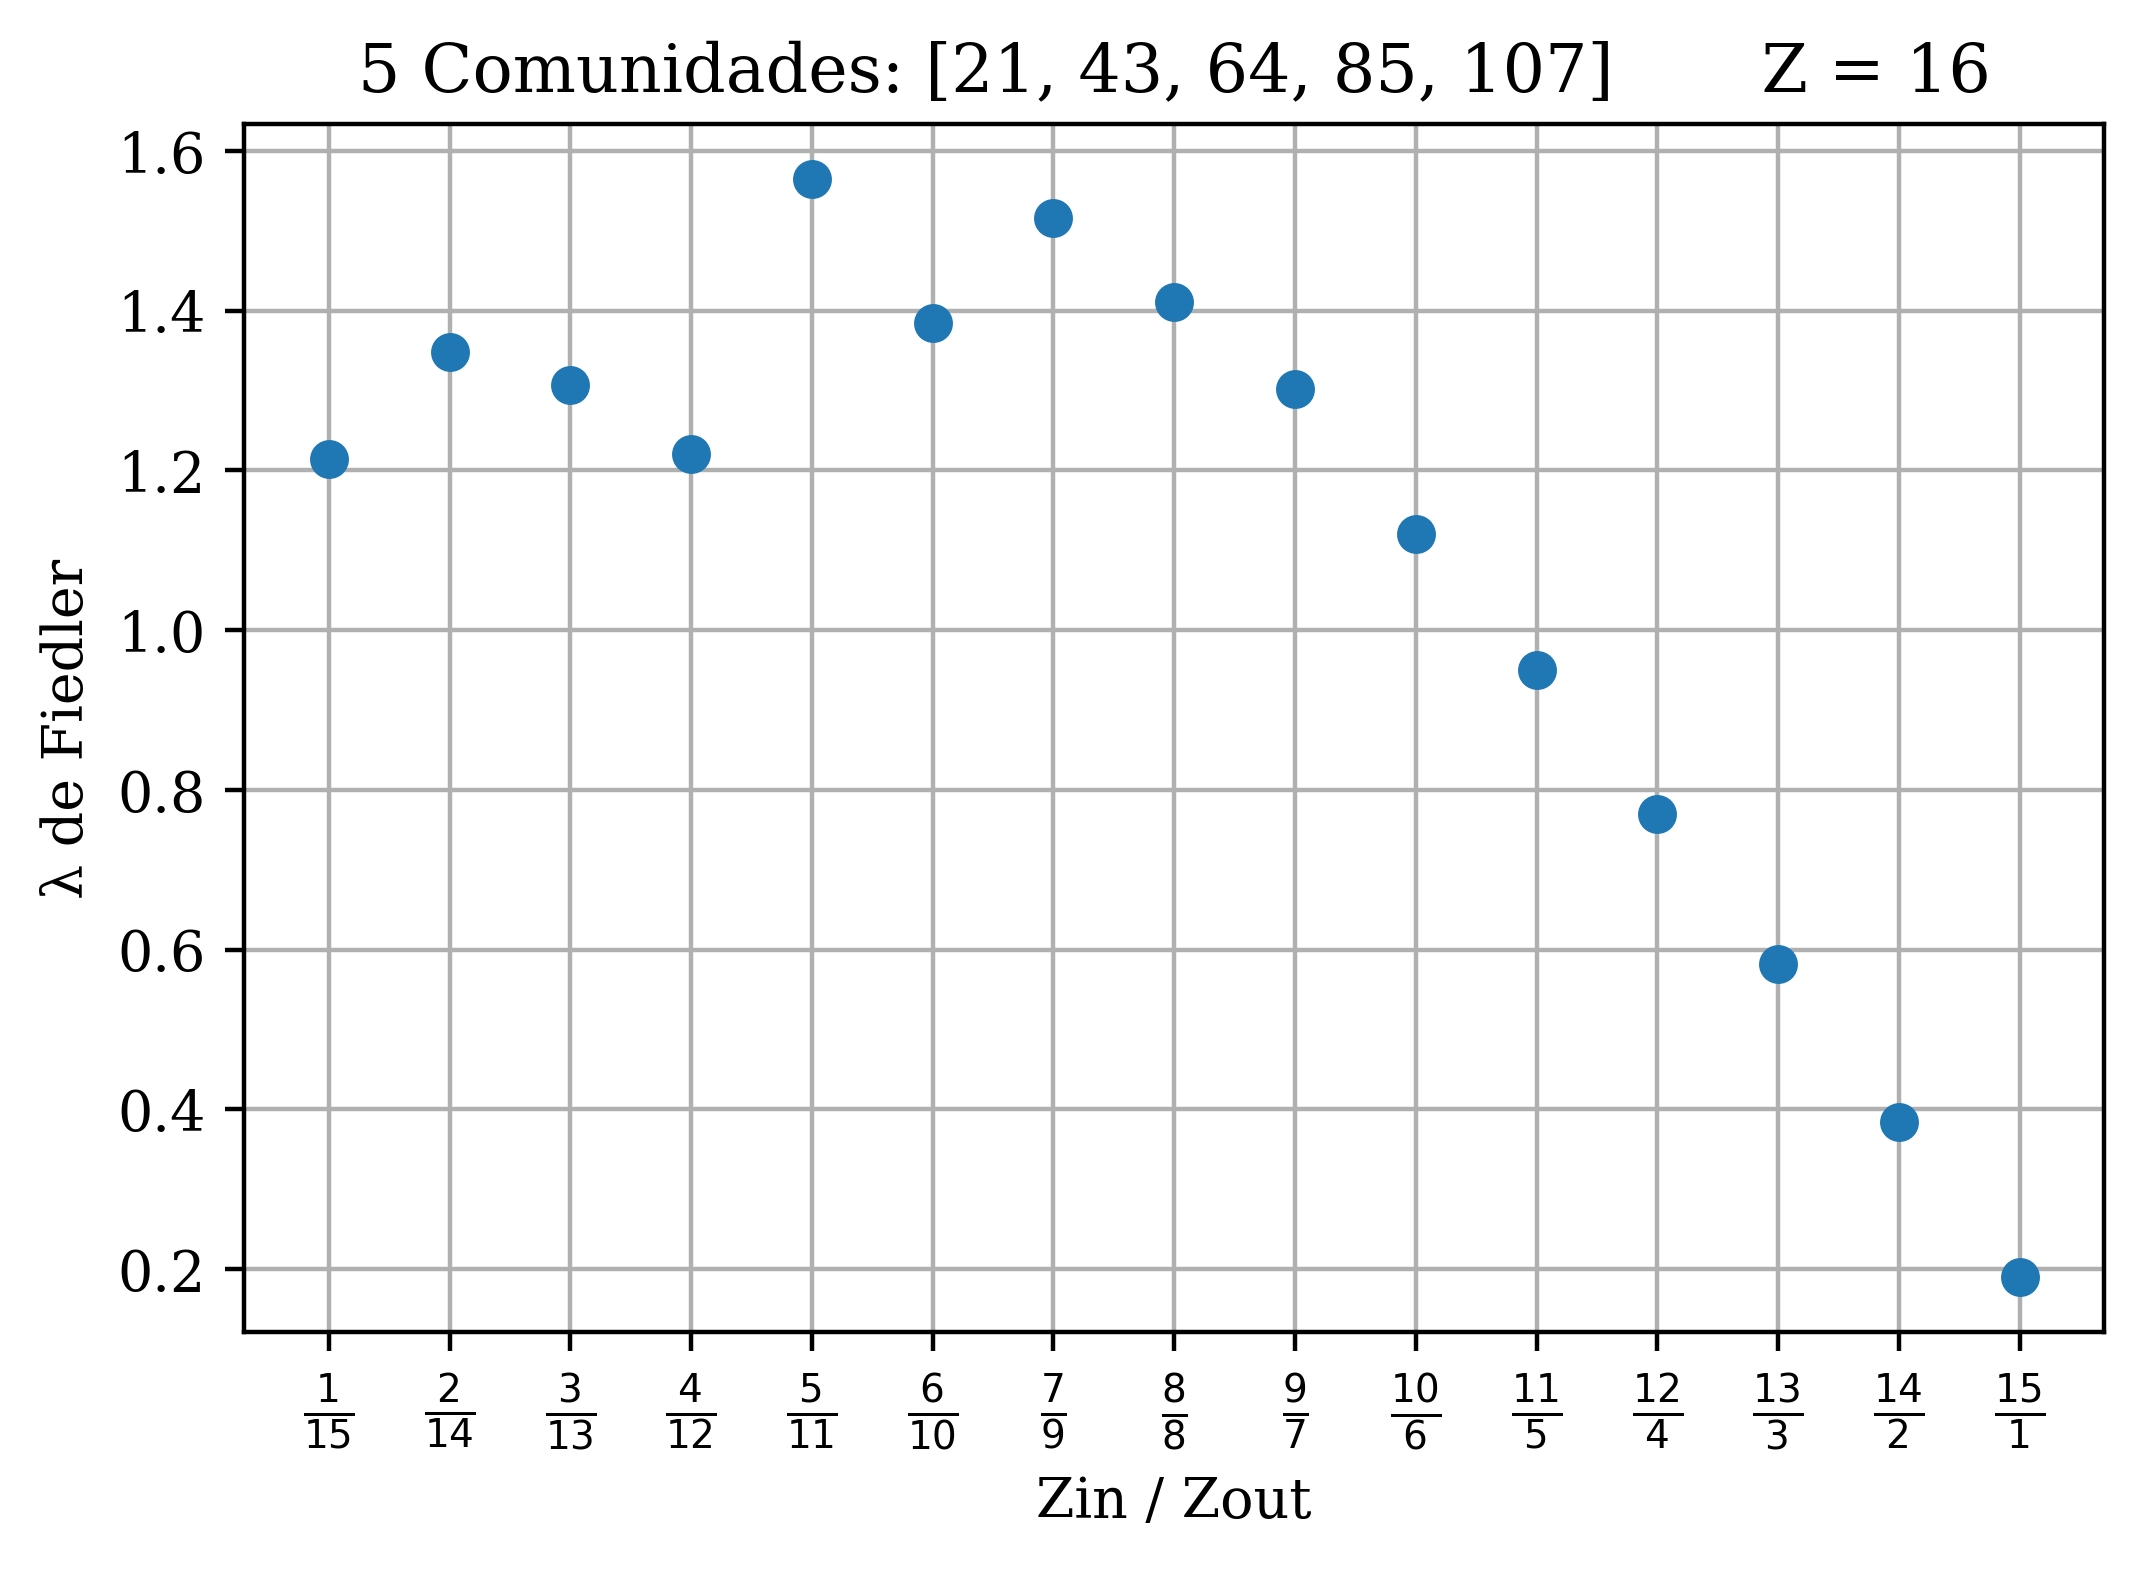 5 Comunidades: [21, 43, 64, 85, 107] Z = 16
λ de Fiedler
1.6
1.4
1.2
1.0
0.8
0.6
0.4
0.2
1/15 2/14 3/13 4/12 5/11 6/10 7/9 8/8 9/7 10/6 11/5 12/4 13/3 14/2 15/1
Zin / Zout